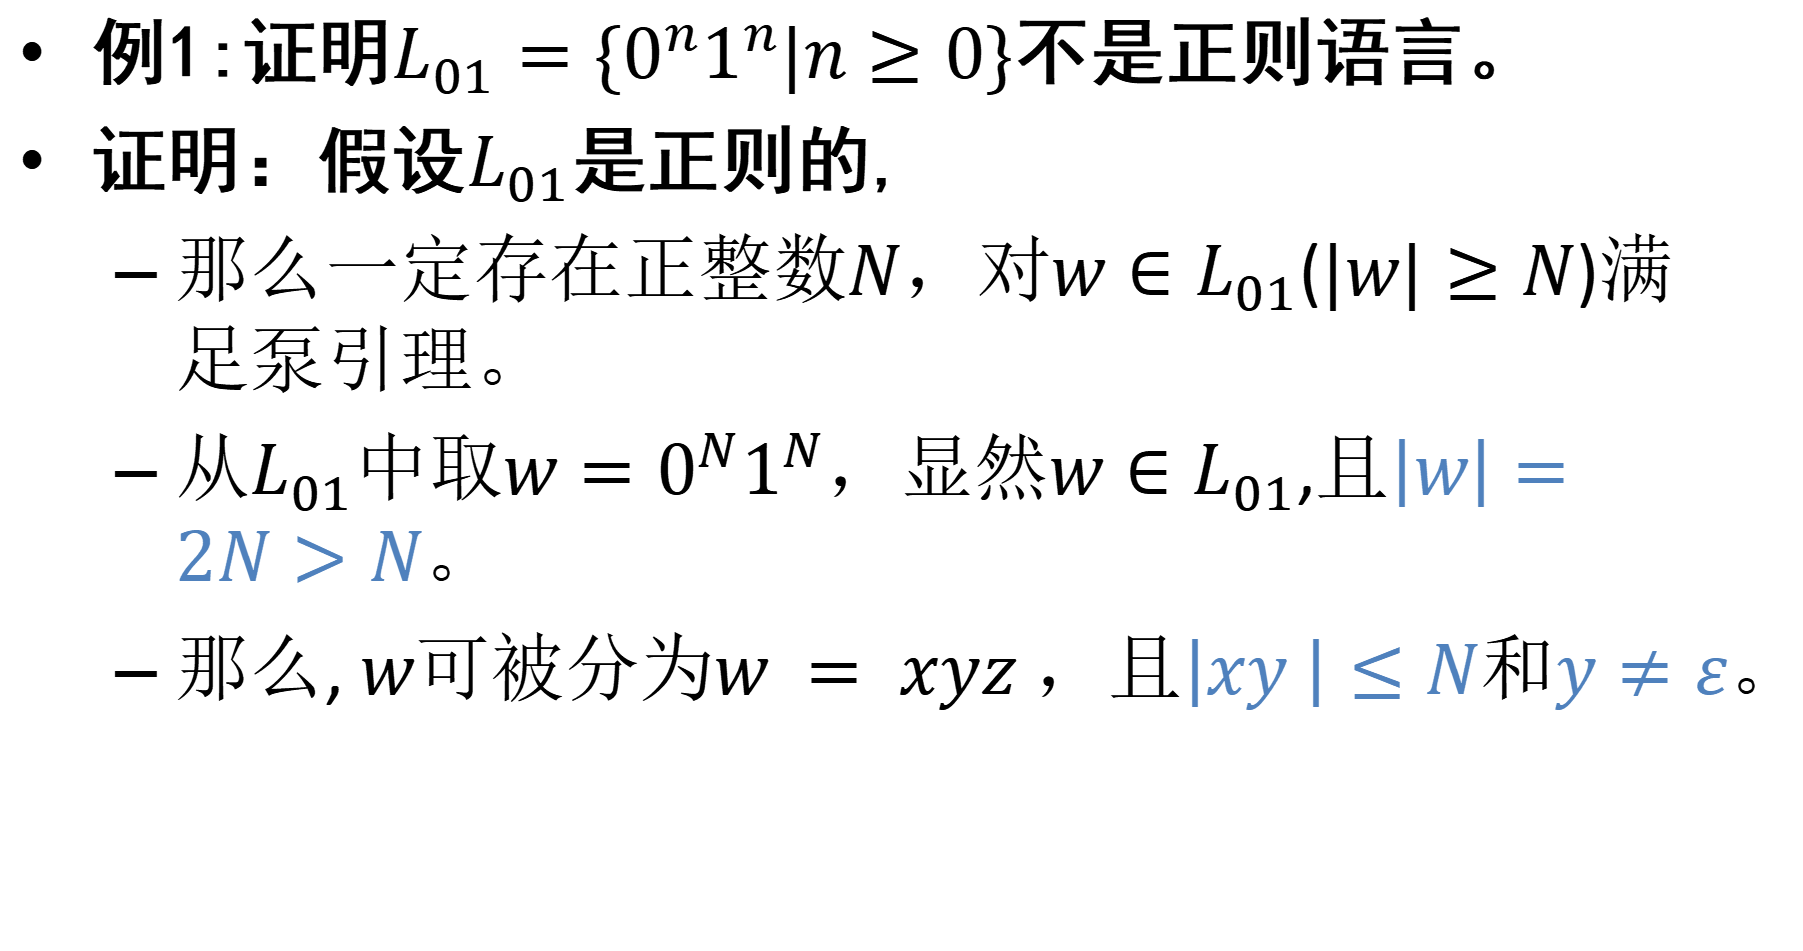 • 例1:证明L₀₁ = {0ⁿ1ⁿ|n ≥ 0}不是正则语言。
• 证明：假设L₀₁是正则的,
– 那么一定存在正整数N，对w ∈ L₀₁(|w| ≥ N)满
足泵引理。
– 从L₀₁中取w = 0ᴺ1ᴺ，显然w ∈ L₀₁,且|w| =
2N > N。
– 那么, w可被分为w = xyz，且|xy| ≤ N和y ≠ ε。